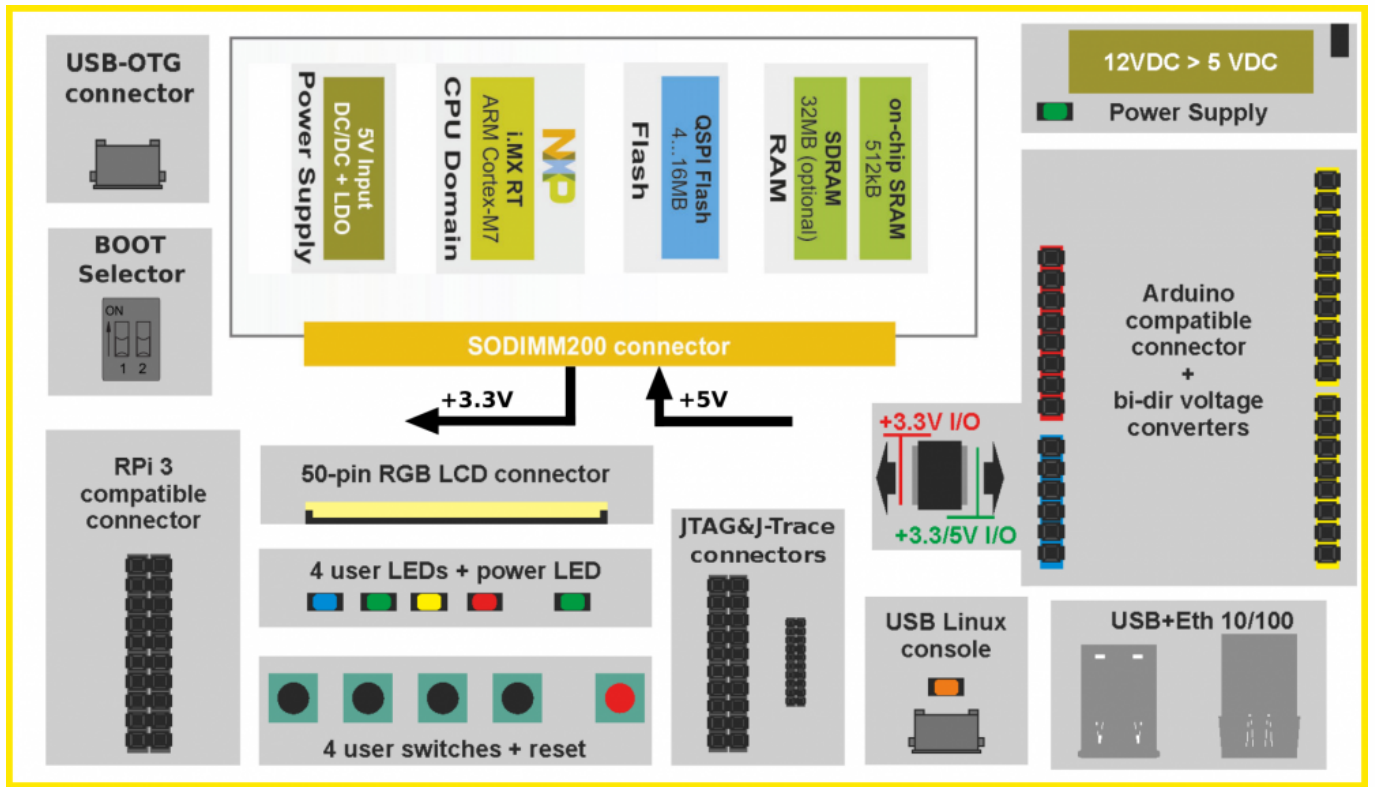 USB-OTG
connector
BOOT
Selector
ON
1 2
RPi 3
compatible
connector
Power Supply
5V Input
DC/DC + LDO
CPU Domain
i.MX RT
ARM Cortex-M7
NXP
Flash
QSPI Flash
4...16MB
RAM
SDRAM
32MB (optional)
on-chip SRAM
512kB
SODIMM200 connector
+3.3V
+5V
50-pin RGB LCD connector
4 user LEDs + power LED
4 user switches + reset
JTAG&J-Trace
connectors
12VDC > 5 VDC
Power Supply
Arduino
compatible
connector
+
bi-dir voltage
converters
+3.3V I/O
+3.3/5V I/O
USB Linux
console
USB+Eth 10/100